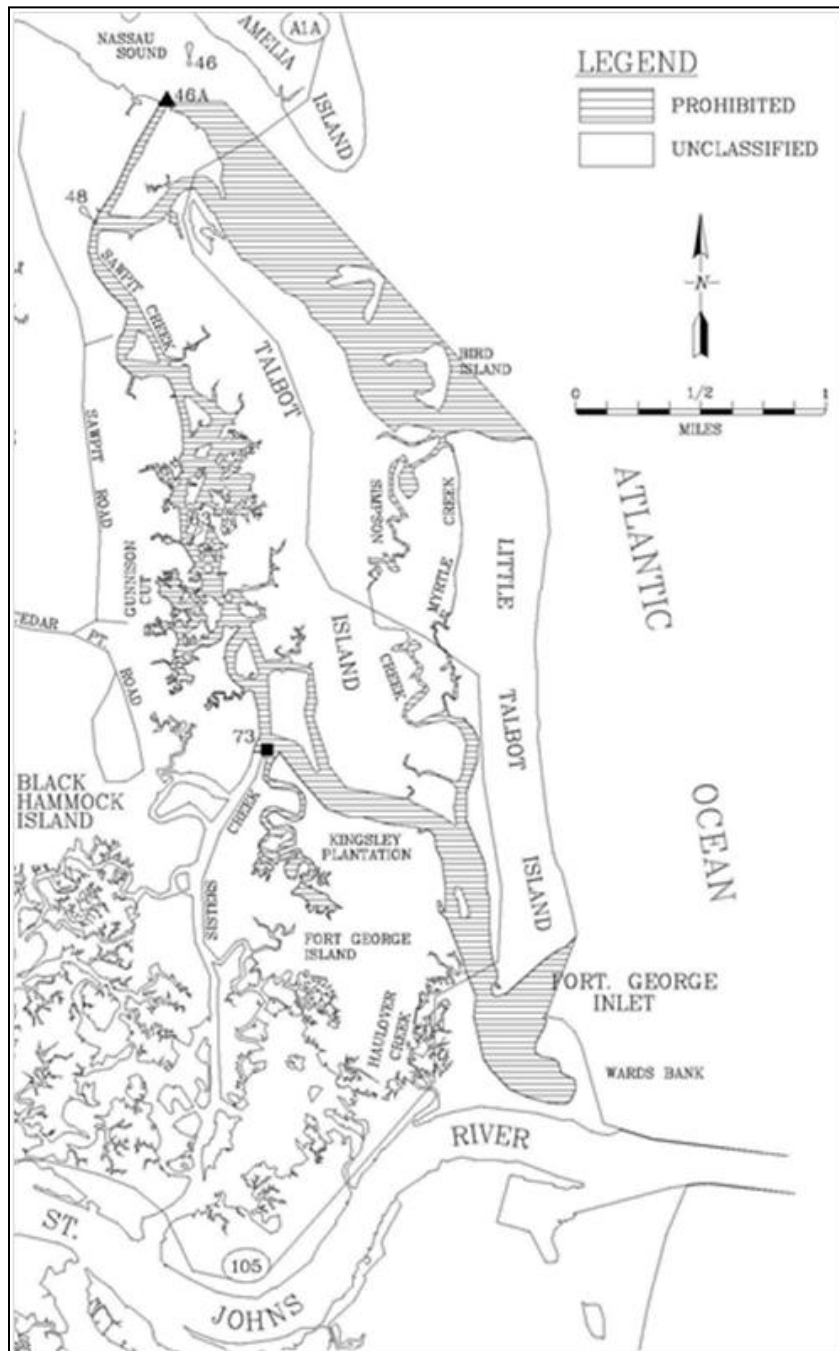 NASSAU
SOUND
46
AMELIA
A1A
ISLAND
LEGEND
PROHIBITED
UNCLASSIFIED
46A
48
-N-
0
1/2
1
MILES
SAWPIT
CREEK
TALBOT
BIRD
ISLAND
SAWPIT
ROAD
GUNNISON
CUT
SIMPSON
CREEK
MYRTLE
CREEK
LITTLE
TALBOT
ISLAND
ATLANTIC
OCEAN
ISLAND
CEDAR
PT.
ROAD
73
BLACK
HAMMOCK
ISLAND
CREEK
SISTERS
KINGSLEY
PLANTATION
FORT GEORGE
ISLAND
HAULOVER
CREEK
FORT. GEORGE
INLET
WARDS BANK
ST.
JOHNS
RIVER
105